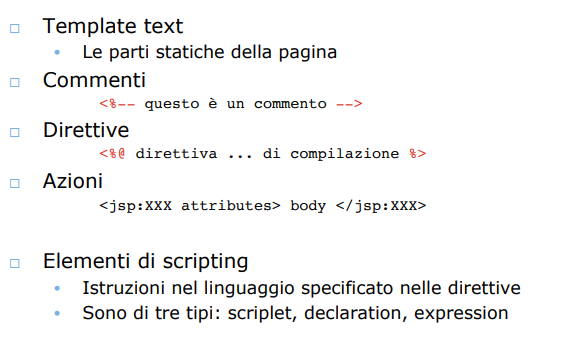 Template text
Le parti statiche della pagina
Commenti
<%-- questo è un commento -->
Direttive
<%@ direttiva ... di compilazione %>
Azioni
<jsp:XXX attributes> body </jsp:XXX>
Elementi di scripting
Istruzioni nel linguaggio specificato nelle direttive
Sono di tre tipi: scriplet, declaration, expression